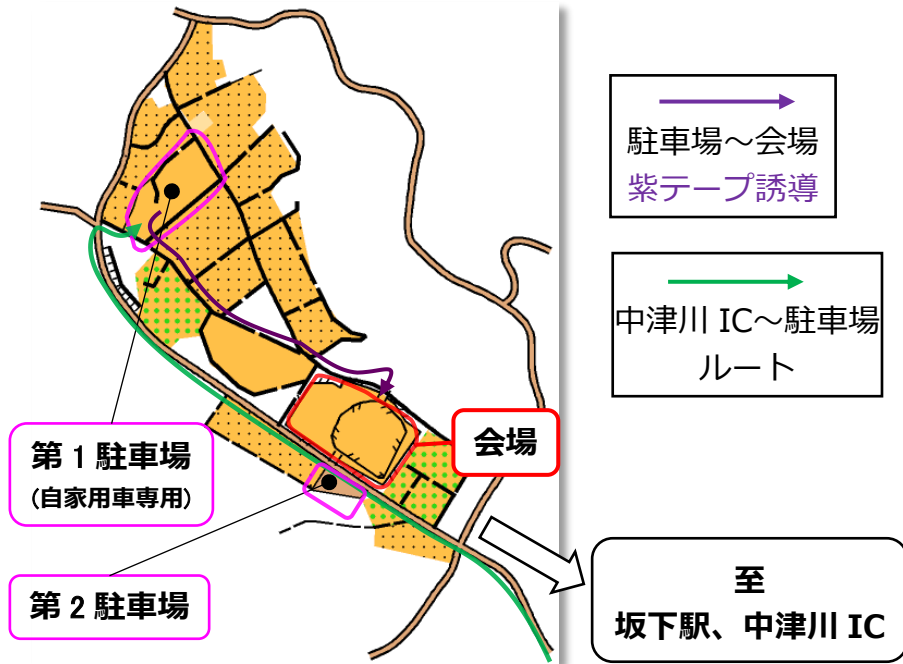 駐車場～会場
紫テープ誘導
中津川 IC～駐車場
ルート
第1駐車場
(自家用車専用)
会場
第2駐車場
至
坂下駅、中津川 IC